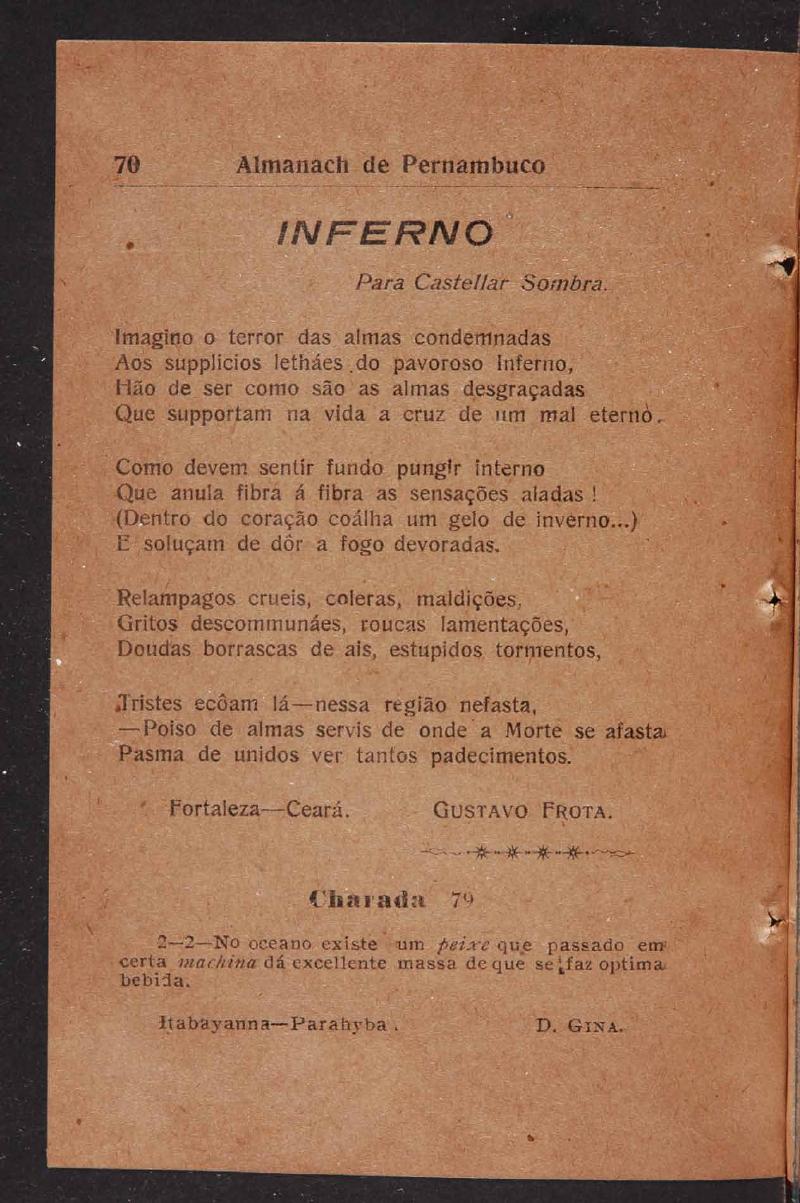 70 Almanach de Pernambuco
INFERNO
Para Castellar Sombra.
Imagino o terror das almas condemnadas
Aos supplicios letháes do pavoroso Inferno,
Hão de ser como são as almas desgraçadas
Que supportam na vida a cruz de um mal eterno.
Como devem sentir fundo pungir interno
Que anula fibra á fibra as sensações aladas !
(Dentro do coração coálha um gelo de inverno...)
E soluçam de dôr a fogo devoradas.
Relampagos crueis, coleras, maldições,
Gritos descommunáes, roucas lamentações,
Doudas borrascas de ais, estupidos tormentos,
Tristes ecôam lá—nessa região nefasta,
—Poiso de almas servis de onde a Morte se afasta
Pasma de unidos ver tantos padecimentos.
Fortaleza—Ceará. GUSTAVO FROTA.
Charada 79
2—2—No oceano existe um peixe que passado em
certa machina dá excellente massa de que se faz optima
bebida.
Itabayanna—Parahyba. D. GINA.